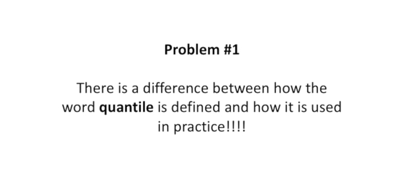 Problem #1
There is a difference between how the
word quantile is defined and how it is used
in practice!!!!